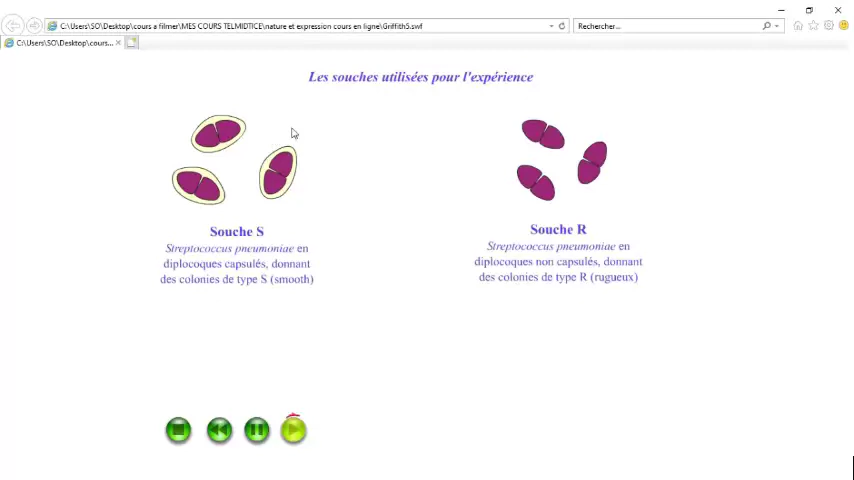 C:\Users\SO\Desktop\cours a filmer\MES COURS TELMIDTICE\nature et expression cours en ligne\Griffith5.swf
Rechercher...
C:\Users\SO\Desktop\cours...
Les souches utilisées pour l'expérience
Souche S
Streptococcus pneumoniae en
diplocoques capsulés, donnant
des colonies de type S (smooth)
Souche R
Streptococcus pneumoniae en
diplocoques non capsulés, donnant
des colonies de type R (rugueux)